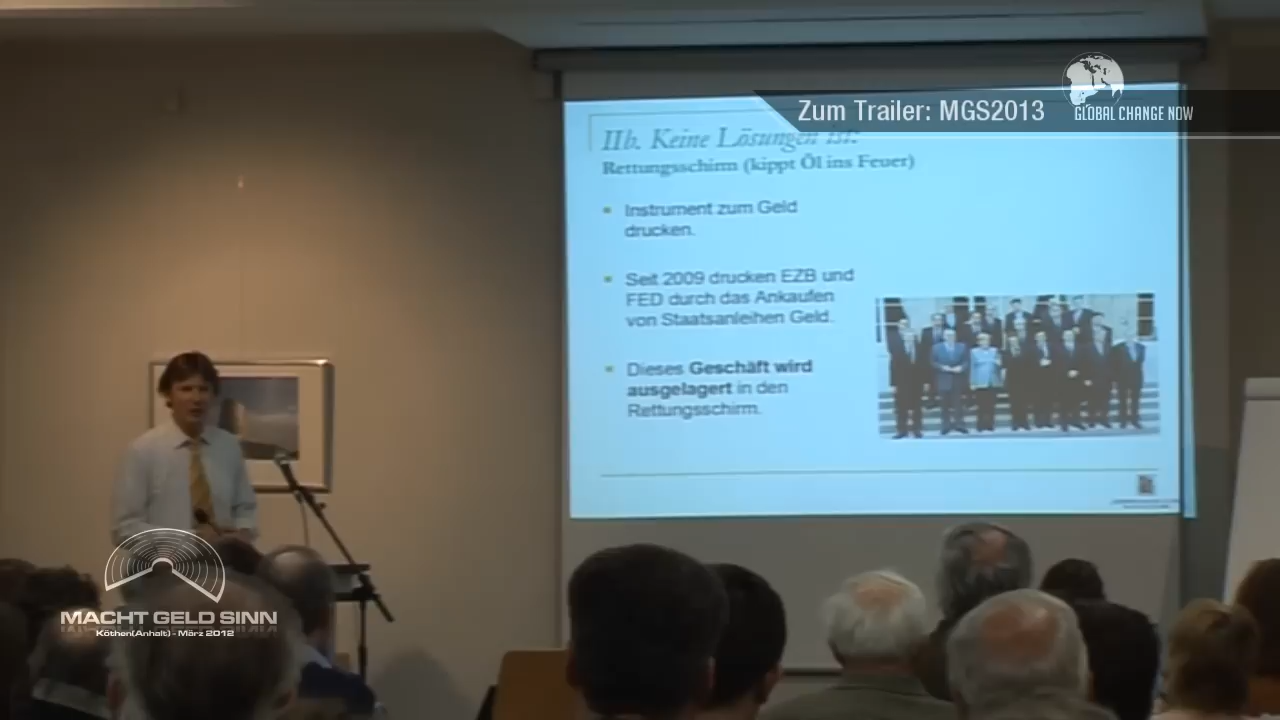 Zum Trailer: MGS2013
GLOBAL CHANGE NOW
IIb. Keine Lösungen ist:
Rettungsschirm (kippt Öl ins Feuer)
Instrument zum Geld
drucken.
Seit 2009 drucken EZB und
FED durch das Ankaufen
von Staatsanleihen Geld.
Dieses Geschäft wird
ausgelagert in den
Rettungsschirm.
MACHT GELD SINN
Köthen(Anhalt) - März 2012